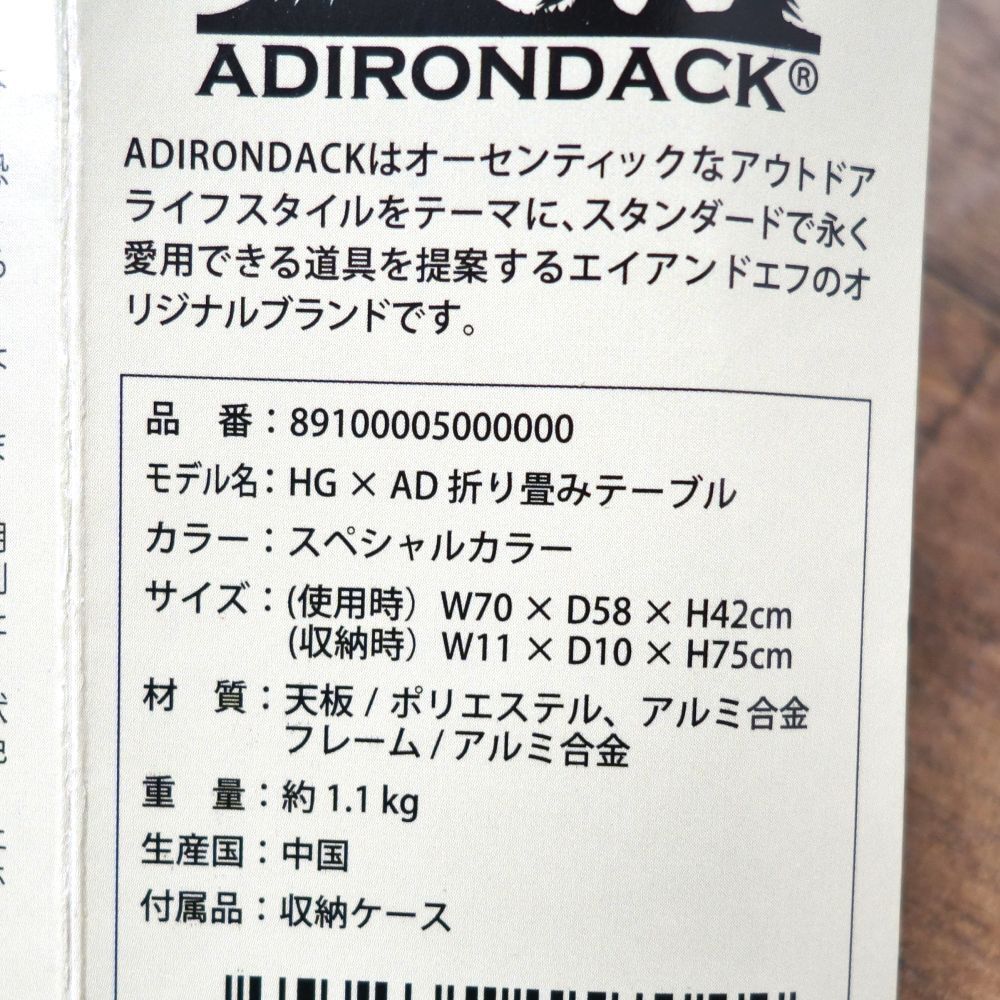 ADIRONDACK®
ADIRONDACKはオーセンティックなアウトドア
ライフスタイルをテーマに、スタンダードで永く
愛用できる道具を提案するエイアンドエフのオ
リジナルブランドです。
品 番：89100005000000
モデル名：HG × AD 折り畳みテーブル
カラー：スペシャルカラー
サイズ：(使用時）W70 × D58 × H42cm
(収納時）W11 × D10 × H75cm
材 質：天板 / ポリエステル、アルミ合金
フレーム / アルミ合金
重 量：約 1.1 kg
生産国：中国
付属品：収納ケース